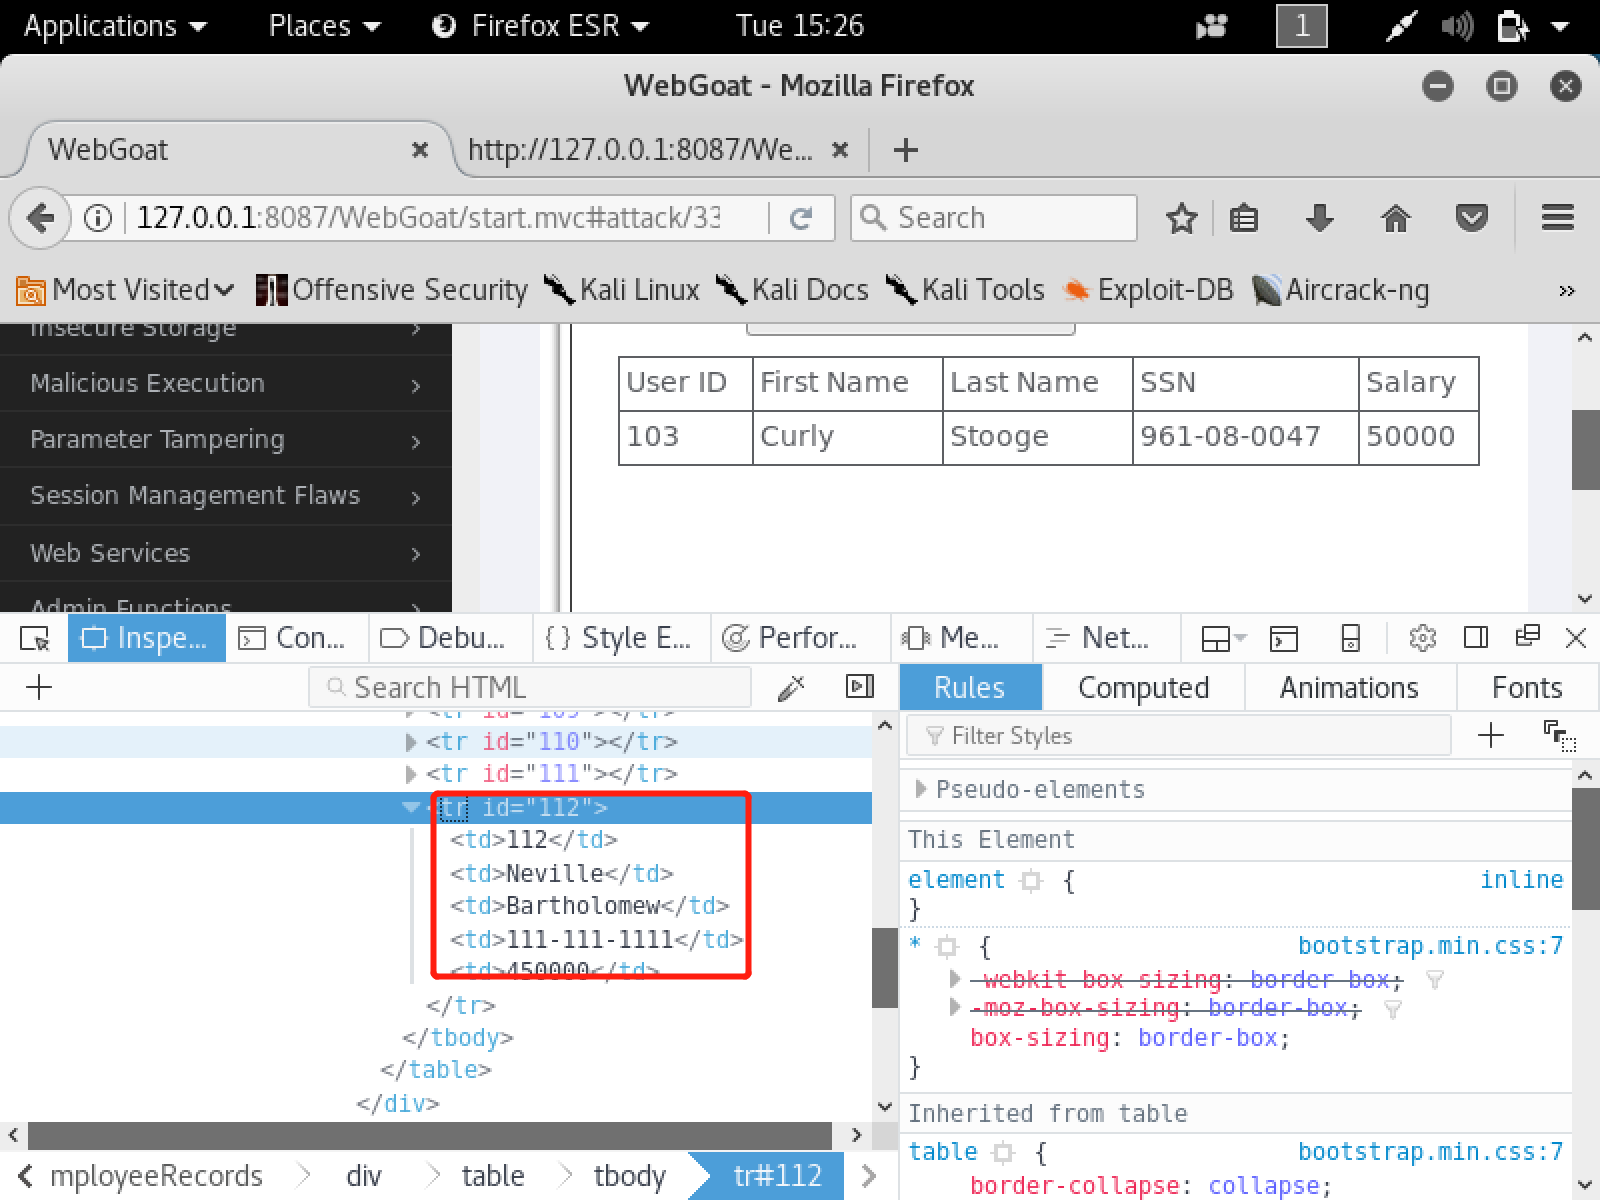 Applications Places Firefox ESR Tue 15:26 1
WebGoat - Mozilla Firefox
WebGoat http://127.0.0.1:8087/We...
127.0.0.1:8087/WebGoat/start.mvc#attack/33 Search
Most Visited Offensive Security Kali Linux Kali Docs Kali Tools Exploit-DB Aircrack-ng »
Insecure Storage
Malicious Execution
Parameter Tampering
Session Management Flaws
Web Services
Admin Functions
User ID First Name Last Name SSN Salary
103 Curly Stooge 961-08-0047 50000
Inspe... Con... Debu... { } Style E... Perfor... Me... Net...
Search HTML
<tr id="109"></tr>
<tr id="110"></tr>
<tr id="111"></tr>
<tr id="112">
<td>112</td>
<td>Neville</td>
<td>Bartholomew</td>
<td>111-111-1111</td>
<td>450000</td>
</tr>
</tbody>
</table>
</div>
mployeeRecords div table tbody tr#112
Rules Computed Animations Fonts
Filter Styles
Pseudo-elements
This Element
element { inline
}
* { bootstrap.min.css:7
-webkit-box-sizing: border-box;
-moz-box-sizing: border-box;
box-sizing: border-box;
}
Inherited from table
table { bootstrap.min.css:7
border-collapse: collapse;